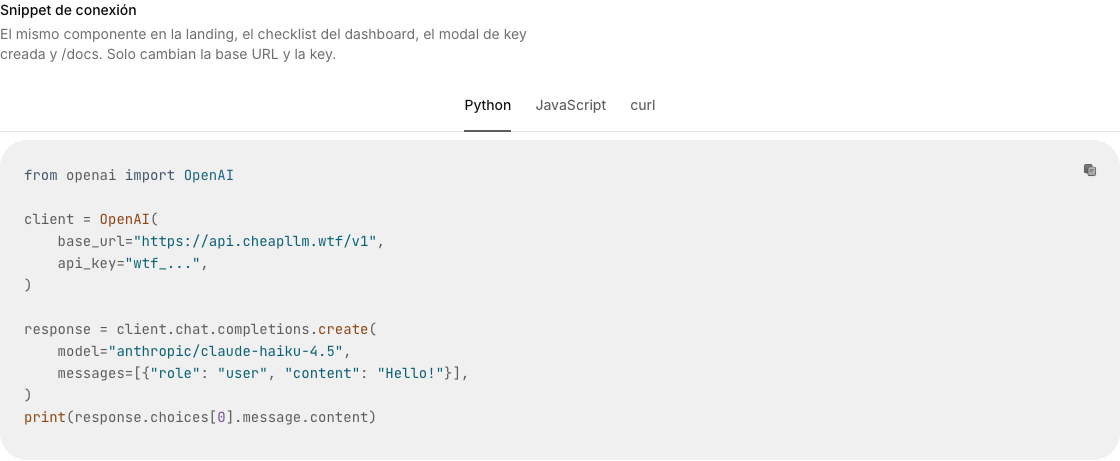 Snippet de conexión
El mismo componente en la landing, el checklist del dashboard, el modal de key
creada y /docs. Solo cambian la base URL y la key.
Python JavaScript curl
from openai import OpenAI
client = OpenAI(
    base_url="https://api.cheapllm.wtf/v1",
    api_key="wtf_...",
)
response = client.chat.completions.create(
    model="anthropic/claude-haiku-4.5",
    messages=[{"role": "user", "content": "Hello!"}],
)
print(response.choices[0].message.content)